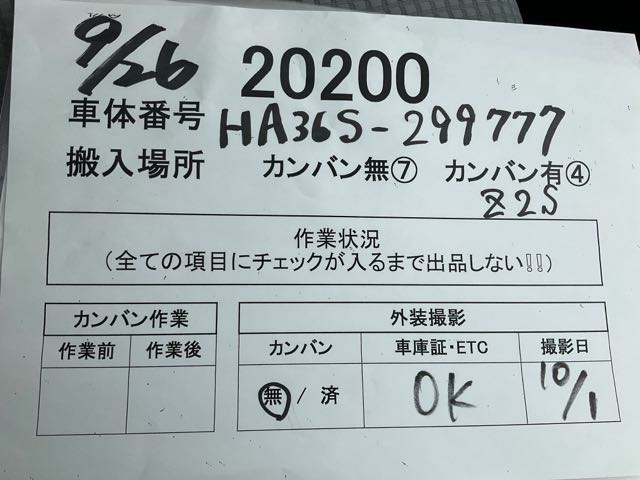 9/26 20200
車体番号 HA36S-299777
搬入場所 カンバン無⑦ カンバン有④
Z2S
作業状況
(全ての項目にチェックが入るまで出品しない!!)
カンバン作業
作業前 作業後
外装撮影
カンバン 車庫証・ETC 撮影日
無 / 済 OK 10/1